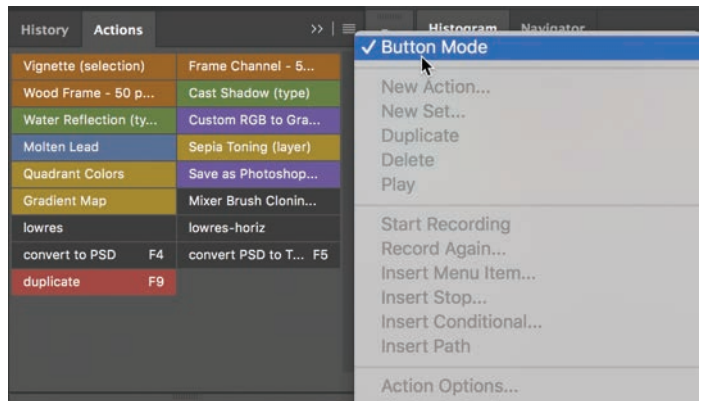 History Actions
Histogram Navigator
Vignette (selection) Frame Channel - 5...
Wood Frame - 50 p... Cast Shadow (type)
Water Reflection (ty... Custom RGB to Gra...
Molten Lead Sepia Toning (layer)
Quadrant Colors Save as Photoshop...
Gradient Map Mixer Brush Clonin...
lowres lowres-horiz
convert to PSD F4 convert PSD to T... F5
duplicate F9
✓ Button Mode
New Action...
New Set...
Duplicate
Delete
Play
Start Recording
Record Again...
Insert Menu Item...
Insert Stop...
Insert Conditional...
Insert Path
Action Options...